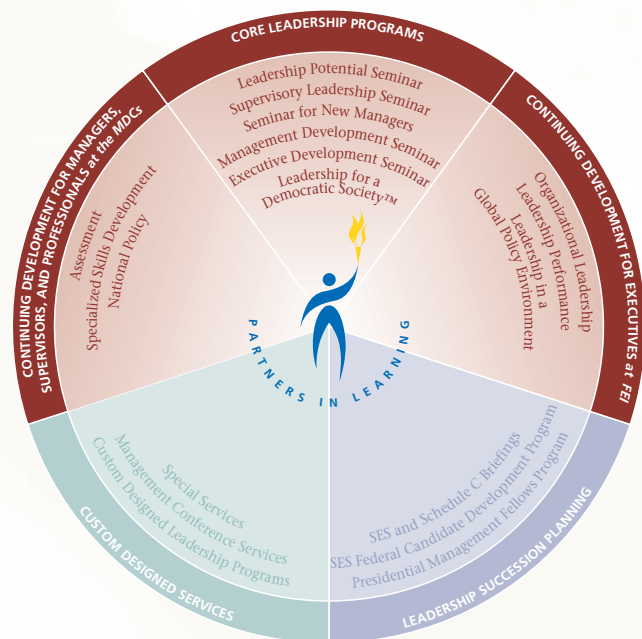 CORE LEADERSHIP PROGRAMS
Leadership Potential Seminar
Supervisory Leadership Seminar
Seminar for New Managers
Management Development Seminar
Executive Development Seminar
Leadership for a
Democratic Society™
CONTINUING DEVELOPMENT FOR EXECUTIVES at FEI
Organizational Leadership
Leadership Performance
Leadership in a
Global Policy Environment
LEADERSHIP SUCCESSION PLANNING
SES and Schedule C Briefings
SES Federal Candidate Development Program
Presidential Management Fellows Program
CUSTOM DESIGNED SERVICES
Special Services
Management Conference Services
Custom Designed Leadership Programs
CONTINUING DEVELOPMENT FOR MANAGERS,
SUPERVISORS, AND PROFESSIONALS at the MDCs
Assessment
Specialized Skills Development
National Policy
PARTNERS IN LEARNING